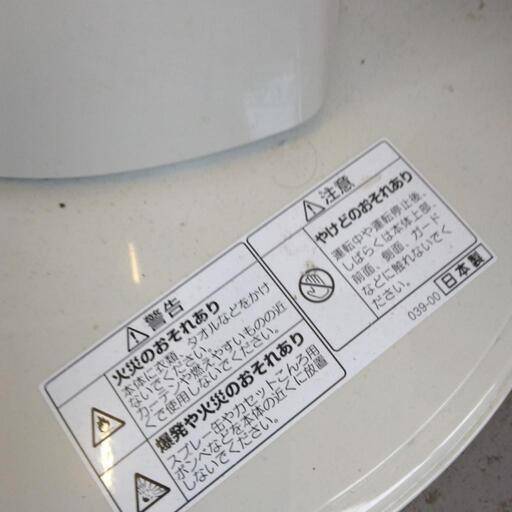 警告
火災のおそれあり
本体に衣類、タオルなどをかけ
ないでください。
カーテンや燃えやすいものの近
くで使用しないでください。
爆発や火災のおそれあり
スプレー缶やカセットこんろ用
ボンベなどを本体の近くに放置
しないでください。
注意
やけどのおそれあり
運転中や運転停止後、
しばらくは本体上部、
前面、側面、ガード
などに触れないでく
ださい。
039-00
日本製